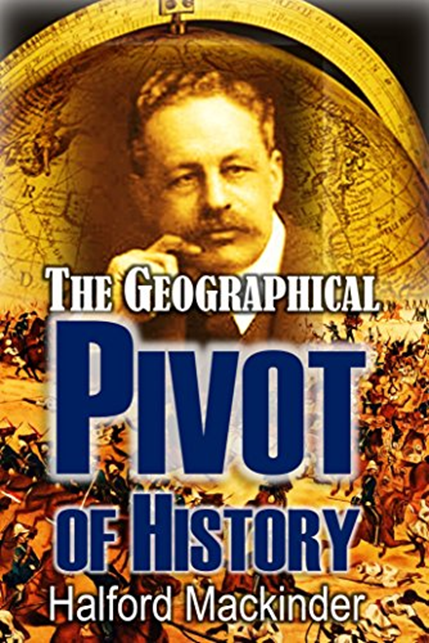 THE GEOGRAPHICAL
PIVOT
OF HISTORY
Halford Mackinder